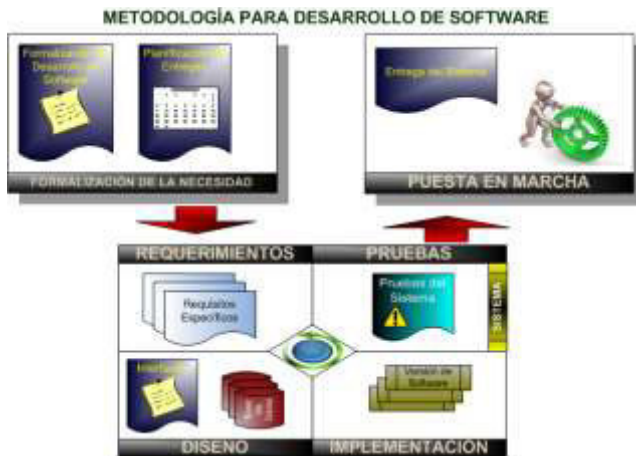 METODOLOGÍA PARA DESARROLLO DE SOFTWARE
Formalización de
Desarrollo de
Software
Planificación de
Entregas
FORMALIZACIÓN DE LA NECESIDAD
Entrega del Sistema
PUESTA EN MARCHA
REQUERIMIENTOS
PRUEBAS
Requisitos
Específicos
Pruebas del
Sistema
SISTEMA
Versión de
Software
DISENO
IMPLEMENTACIÓN